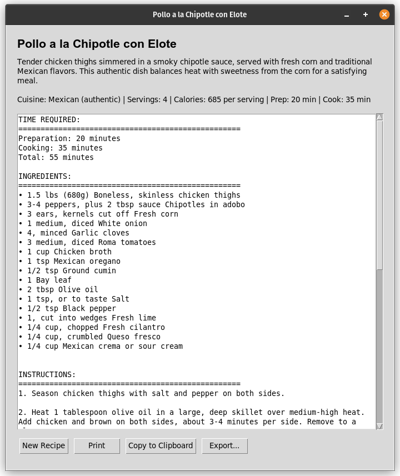 Pollo a la Chipotle con Elote
Pollo a la Chipotle con Elote
Tender chicken thighs simmered in a smoky chipotle sauce, served with fresh corn and traditional
Mexican flavors. This authentic dish balances heat with sweetness from the corn for a satisfying
meal.
Cuisine: Mexican (authentic) | Servings: 4 | Calories: 685 per serving | Prep: 20 min | Cook: 35 min
TIME REQUIRED:
==================================================
Preparation: 20 minutes
Cooking: 35 minutes
Total: 55 minutes
INGREDIENTS:
==================================================
• 1.5 lbs (680g) Boneless, skinless chicken thighs
• 3-4 peppers, plus 2 tbsp sauce Chipotles in adobo
• 3 ears, kernels cut off Fresh corn
• 1 medium, diced White onion
• 4, minced Garlic cloves
• 3 medium, diced Roma tomatoes
• 1 cup Chicken broth
• 1 tsp Mexican oregano
• 1/2 tsp Ground cumin
• 1 Bay leaf
• 2 tbsp Olive oil
• 1 tsp, or to taste Salt
• 1/2 tsp Black pepper
• 1, cut into wedges Fresh lime
• 1/4 cup, chopped Fresh cilantro
• 1/4 cup, crumbled Queso fresco
• 1/4 cup Mexican crema or sour cream
INSTRUCTIONS:
==================================================
1. Season chicken thighs with salt and pepper on both sides.
2. Heat 1 tablespoon olive oil in a large, deep skillet over medium-high heat.
Add chicken and brown on both sides, about 3-4 minutes per side. Remove to a
New Recipe
Print
Copy to Clipboard
Export...